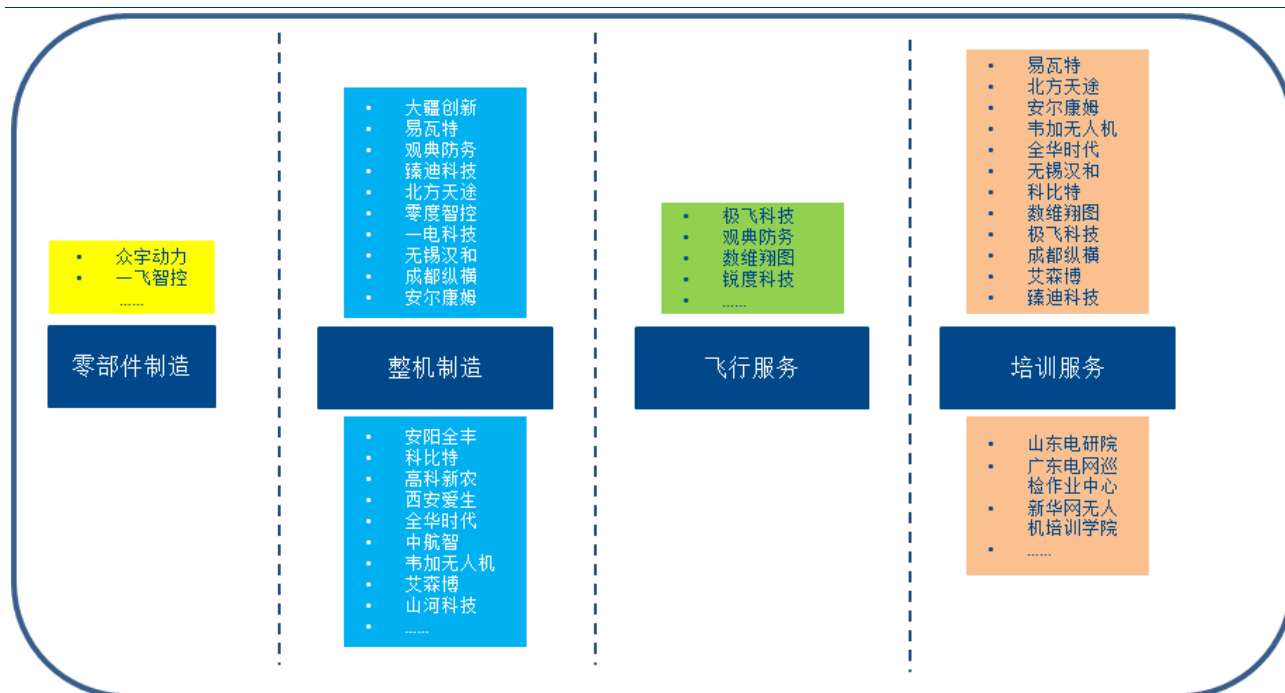 众宇动力
一飞智控
……
零部件制造
大疆创新
易瓦特
观典防务
臻迪科技
北方天途
零度智控
一电科技
无锡汉和
成都纵横
安尔康姆
整机制造
安阳全丰
科比特
高科新农
西安爱生
全华时代
中航智
韦加无人机
艾森博
山河科技
……
极飞科技
观典防务
数维翔图
锐度科技
……
飞行服务
易瓦特
北方天途
安尔康姆
韦加无人机
全华时代
无锡汉和
科比特
数维翔图
极飞科技
成都纵横
艾森博
臻迪科技
培训服务
山东电研院
广东电网巡
检作业中心
新华网无人
机培训学院
……